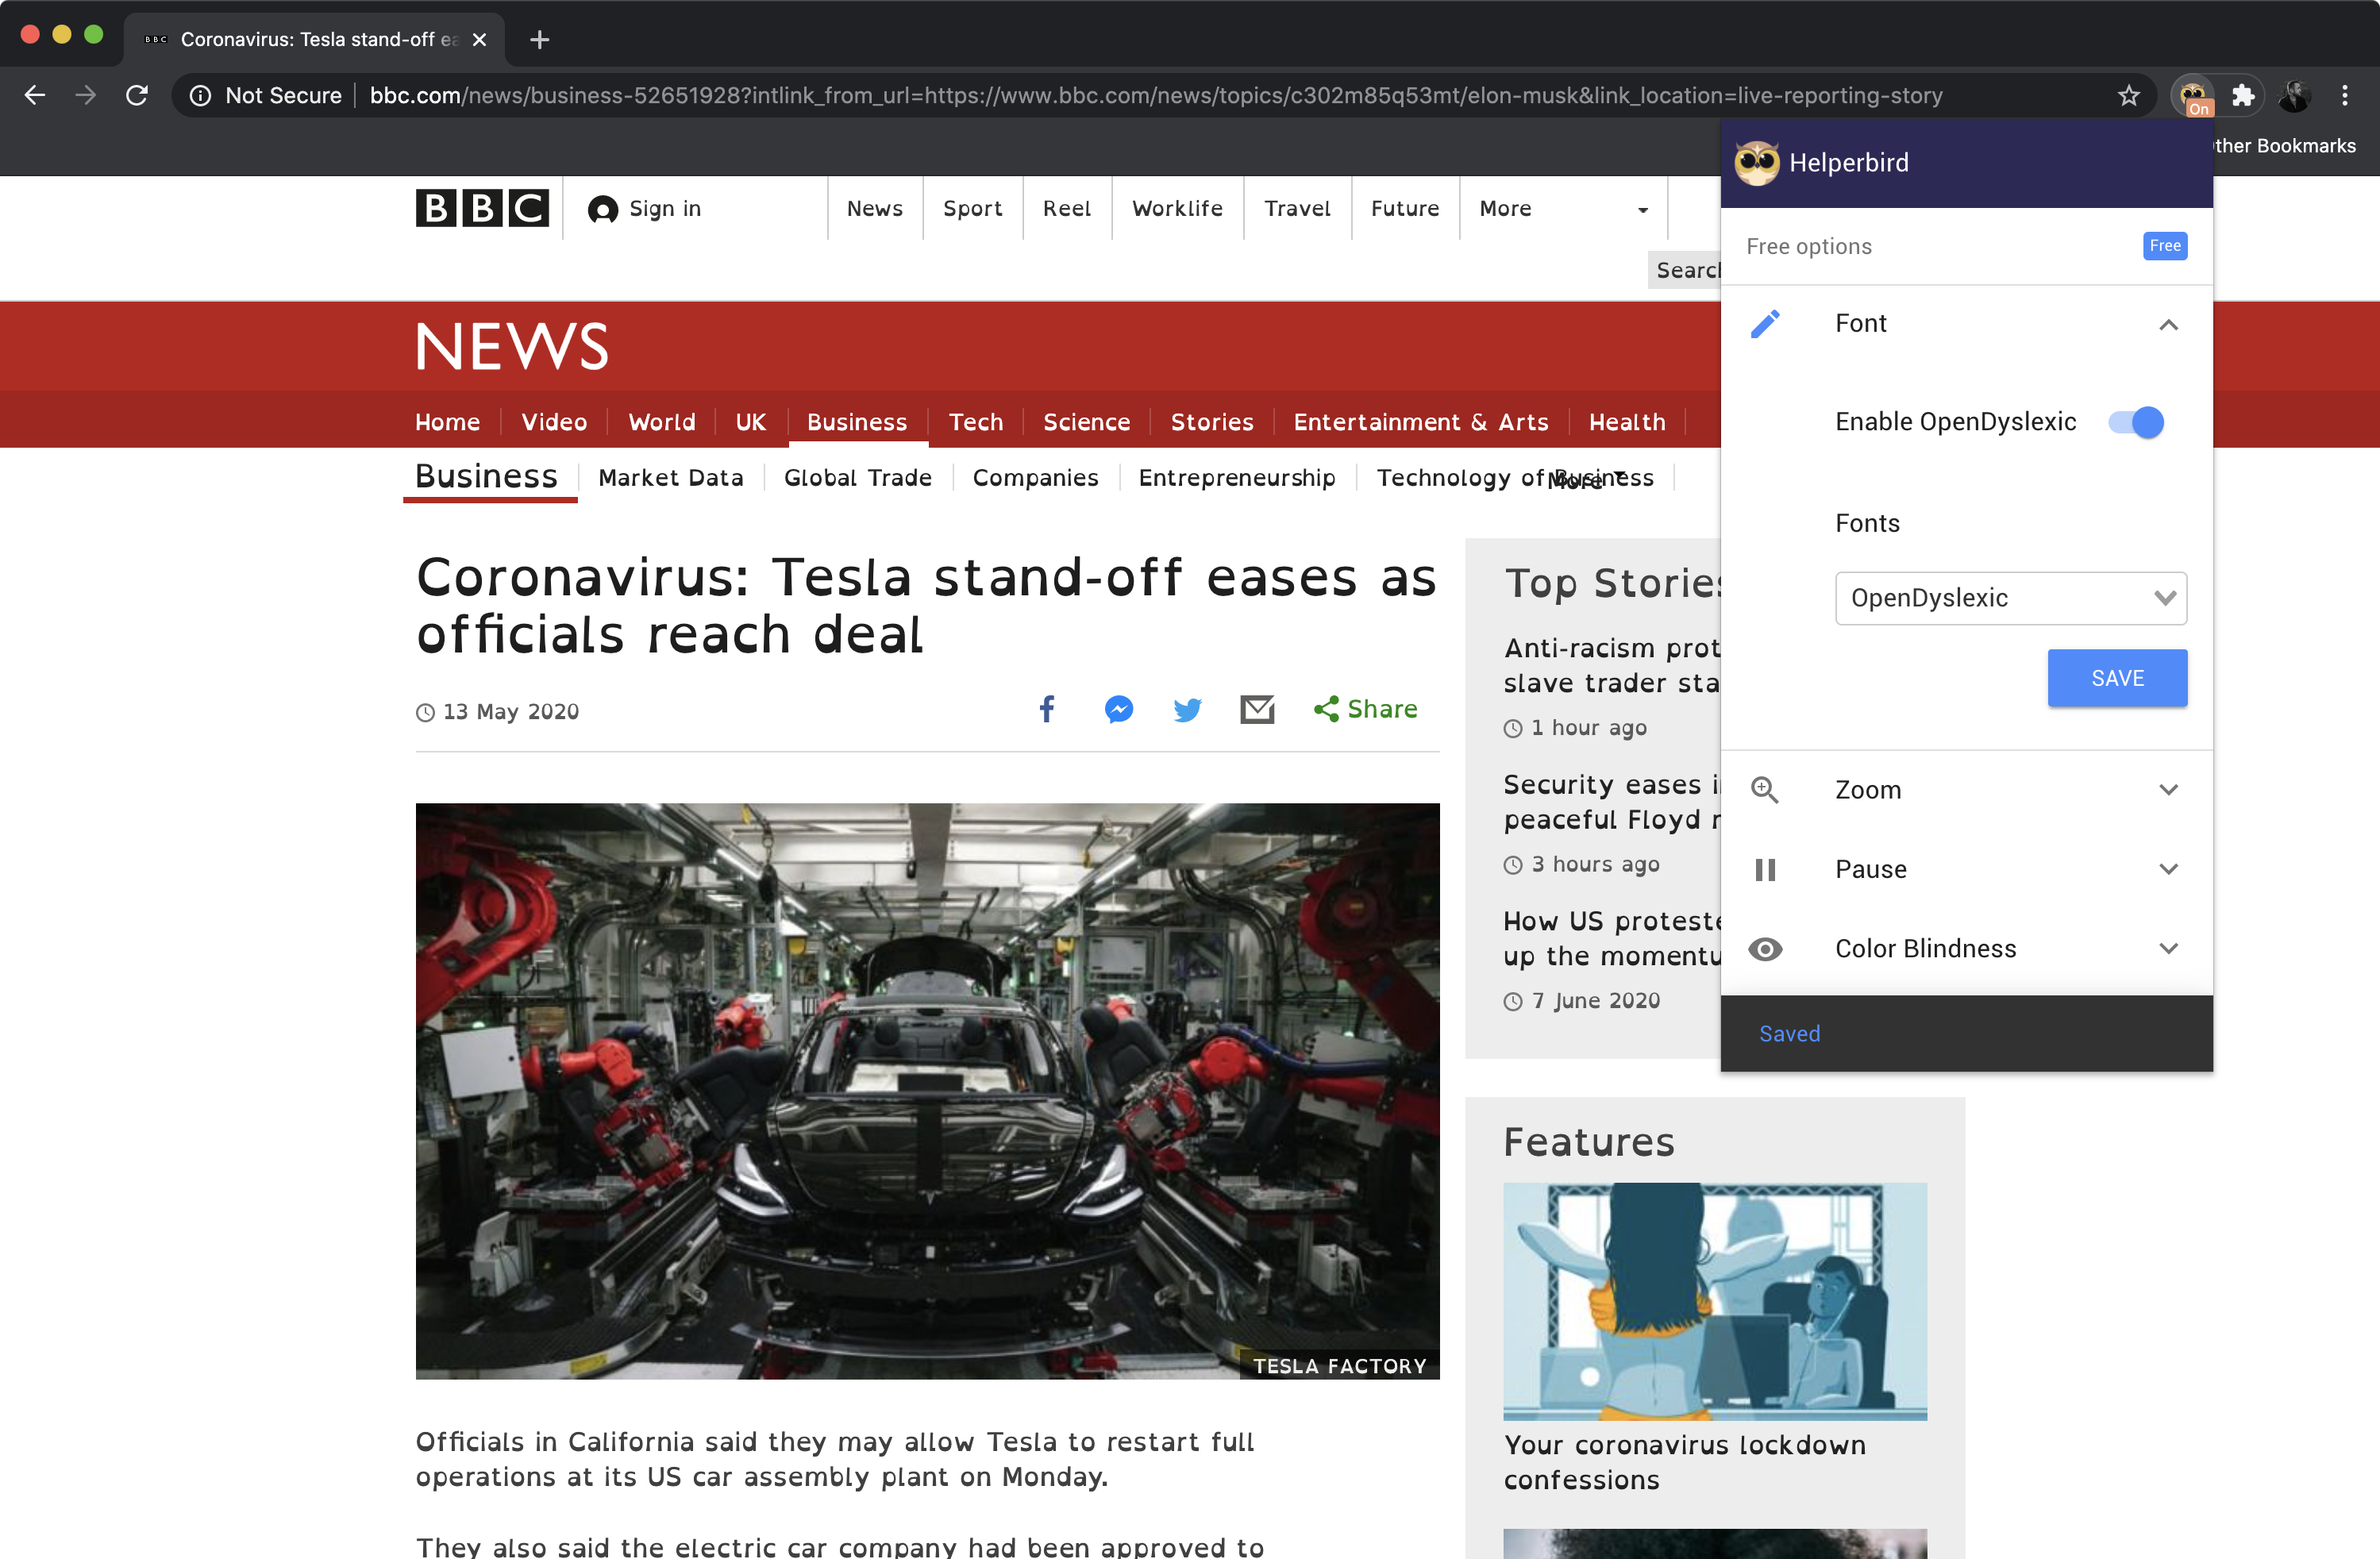 BBC Coronavirus: Tesla stand-off ea
Not Secure bbc.com/news/business-52651928?intlink_from_url=https://www.bbc.com/news/topics/c302m85q53mt/elon-musk&link_location=live-reporting-story
On
ther Bookmarks
BBC Sign in News Sport Reel Worklife Travel Future More
Search
NEWS
Home Video World UK Business Tech Science Stories Entertainment & Arts Health
Business Market Data Global Trade Companies Entrepreneurship Technology of Business More
Coronavirus: Tesla stand-off eases as
officials reach deal
13 May 2020 Share
TESLA FACTORY
Officials in California said they may allow Tesla to restart full
operations at its US car assembly plant on Monday.
They also said the electric car company had been approved to
Top Stories
Anti-racism prot
slave trader sta
1 hour ago
Security eases i
peaceful Floyd
3 hours ago
How US proteste
up the momentu
7 June 2020
Features
Your coronavirus lockdown
confessions
Helperbird
Free options Free
Font
Enable OpenDyslexic
Fonts
OpenDyslexic
SAVE
Zoom
Pause
Color Blindness
Saved